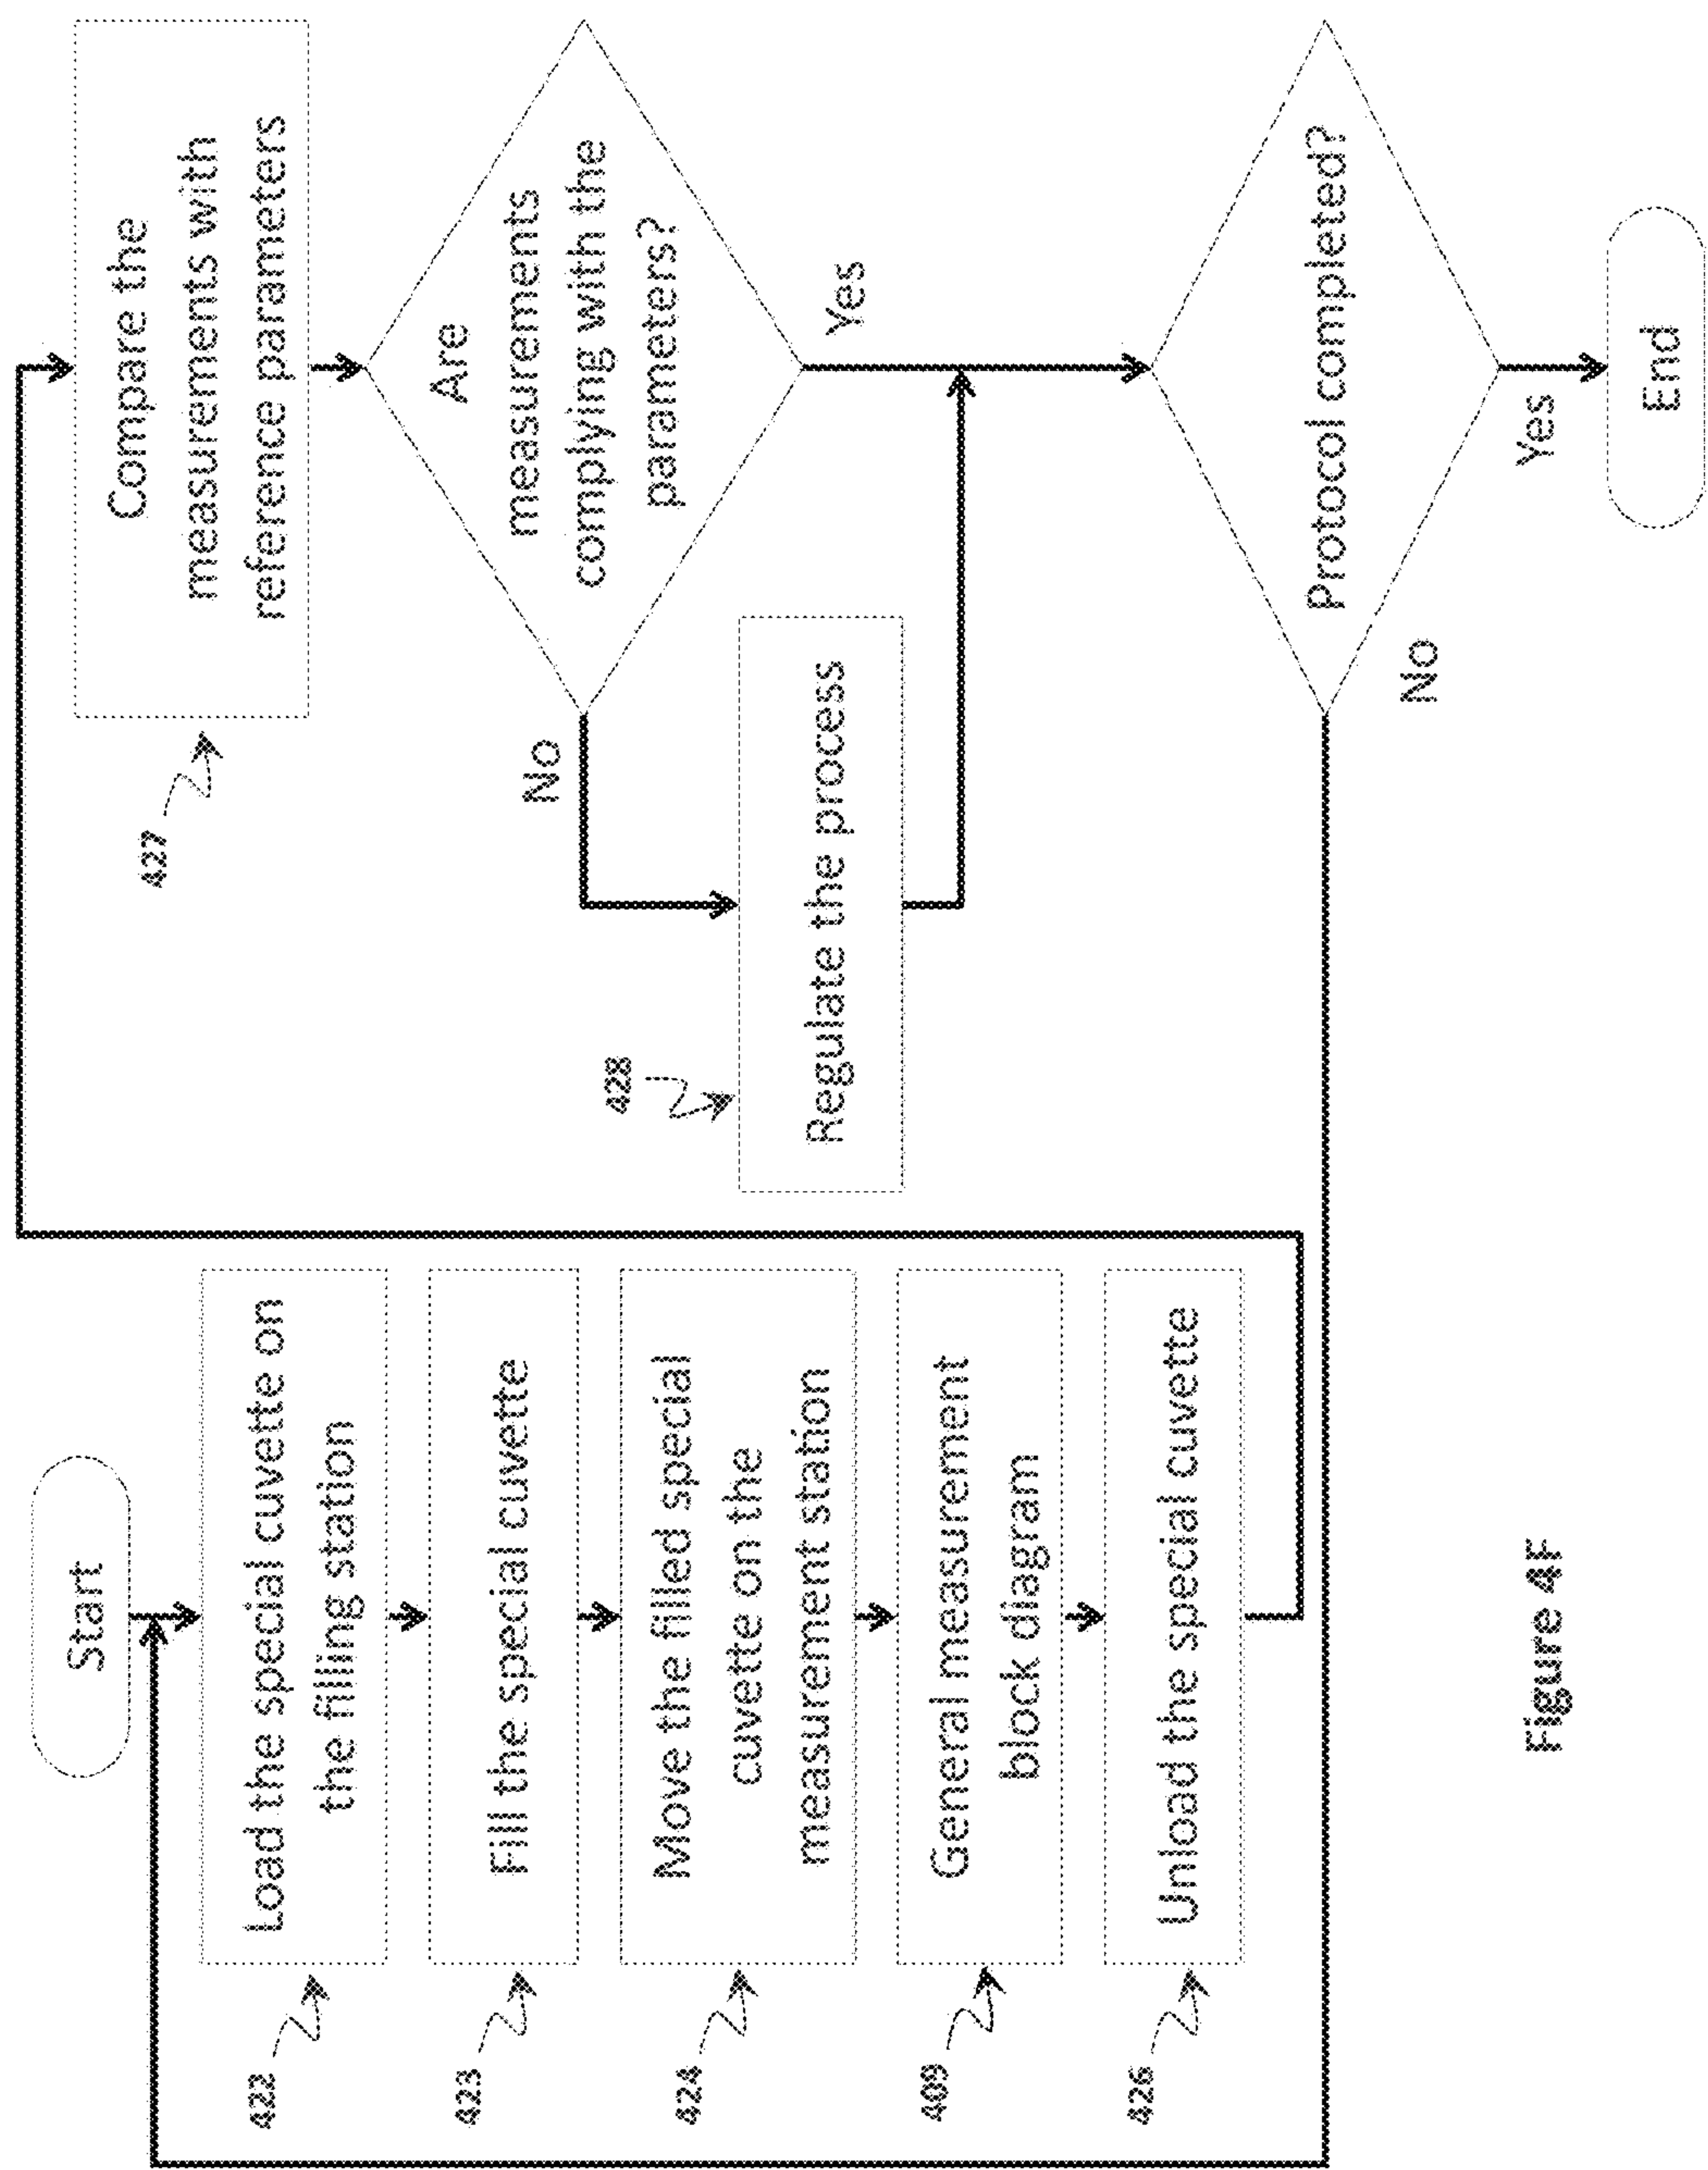 Start
422
Load the special cuvette on
the filling station
423
Fill the special cuvette
424
Move the filled special
cuvette on the
measurement station
409
General measurement
block diagram
426
Unload the special cuvette
427
Compare the
measurements with
reference parameters
Are
measurements
complying with the
parameters?
No
Yes
428
Regulate the process
Protocol completed?
No
Yes
End
Figure 4F